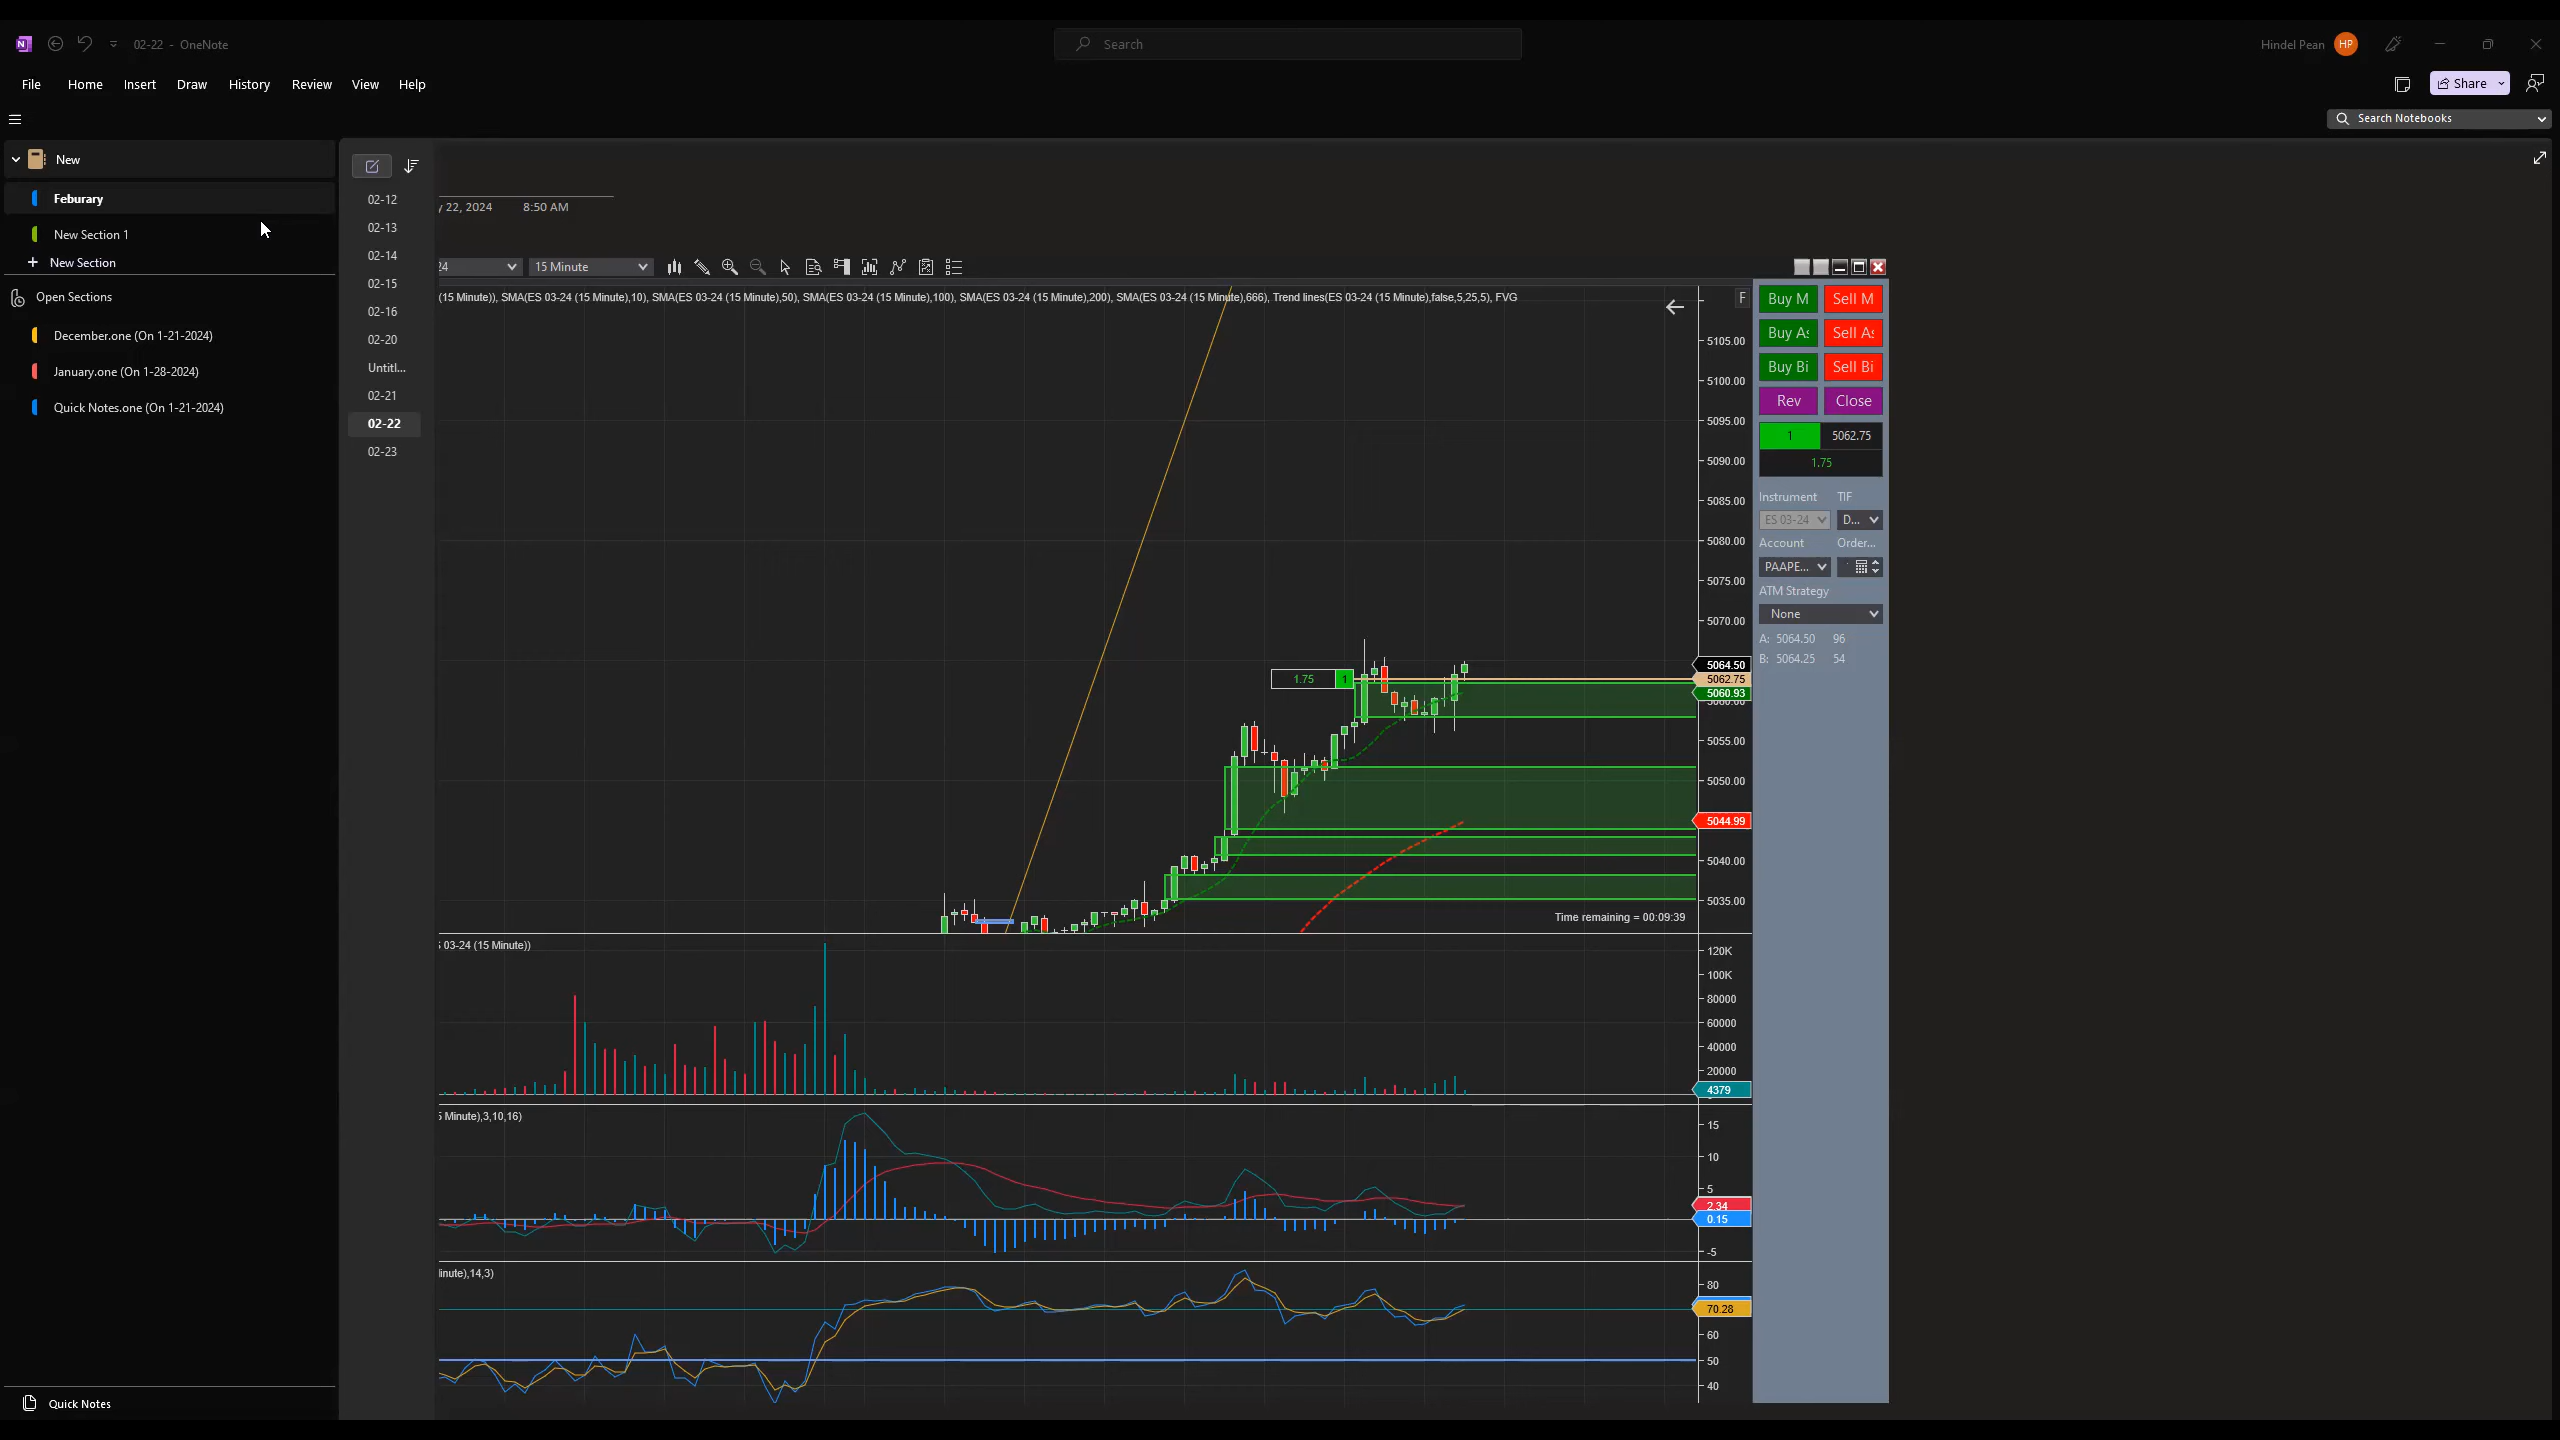 02-22 - OneNote
Search
Hindel Pean
HP
File Home Insert Draw History Review View Help
Share
Search Notebooks
New
Feburary
New Section 1
New Section
Open Sections
December.one (On 1-21-2024)
January.one (On 1-28-2024)
Quick Notes.one (On 1-21-2024)
Quick Notes
02-12
02-13
02-14
02-15
02-16
02-20
Untitl...
02-21
02-22
02-23
y 22, 2024 8:50 AM
24 15 Minute
(15 Minute)), SMA(ES 03-24 (15 Minute),10), SMA(ES 03-24 (15 Minute),50), SMA(ES 03-24 (15 Minute),100), SMA(ES 03-24 (15 Minute),200), SMA(ES 03-24 (15 Minute),666), Trend lines(ES 03-24 (15 Minute),false,5,25,5), FVG
F
5105.00
5100.00
5095.00
5090.00
5085.00
5080.00
5075.00
5070.00
5064.50
5062.75
5060.93
5060.00
5055.00
5050.00
5044.99
5040.00
5035.00
1.75 1
Time remaining = 00:09:39
Buy M Sell M
Buy As Sell As
Buy Bi Sell Bi
Rev Close
1 5062.75
1.75
Instrument TIF
ES 03-24 D...
Account Order...
PAAPE...
ATM Strategy
None
A: 5064.50 96
B: 5064.25 54
03-24 (15 Minute))
120K
100K
80000
60000
40000
20000
4379
5 Minute),3,10,16)
15
10
5
2.34
0.15
-5
inute),14,3)
80
70.28
60
50
40